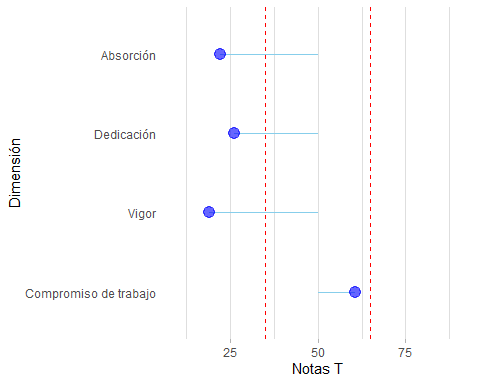 Absorción
Dedicación
Vigor
Compromiso de trabajo
Dimensión
25 50 75
Notas T